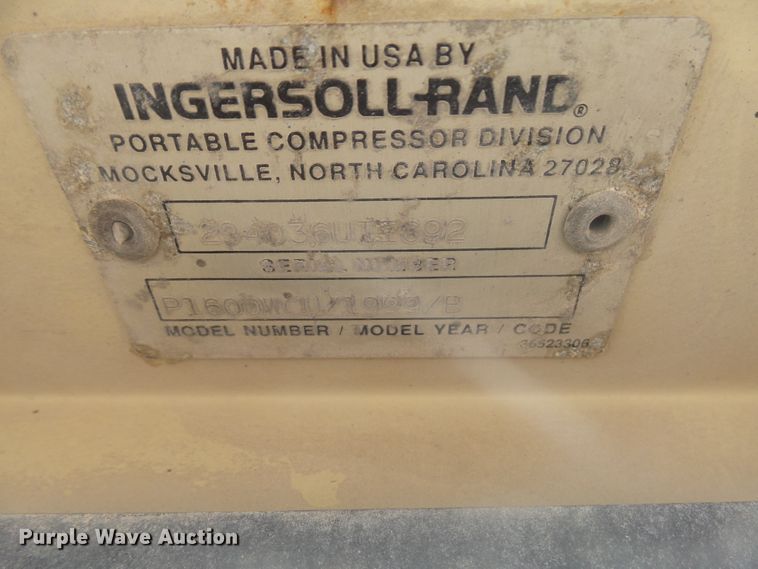 MADE IN USA BY
INGERSOLL-RAND®
PORTABLE COMPRESSOR DIVISION
MOCKSVILLE, NORTH CAROLINA 27028
SERIAL NUMBER
MODEL NUMBER / MODEL YEAR / CODE
36523306
Purple Wave Auction